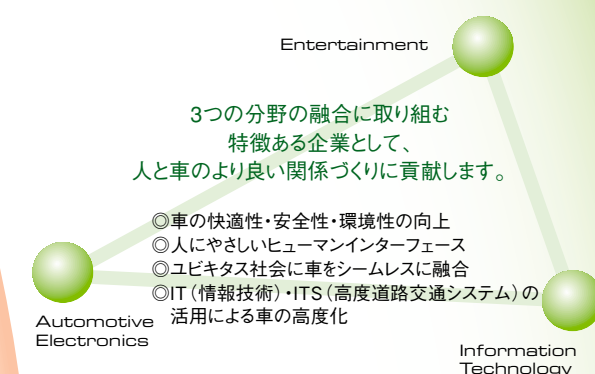 Entertainment
3つの分野の融合に取り組む
特徴ある企業として、
人と車のより良い関係づくりに貢献します。
◎車の快適性・安全性・環境性の向上
◎人にやさしいヒューマンインターフェース
◎ユビキタス社会に車をシームレスに融合
◎IT(情報技術)・ITS(高度道路交通システム)の
活用による車の高度化
Automotive
Electronics
Information
Technology